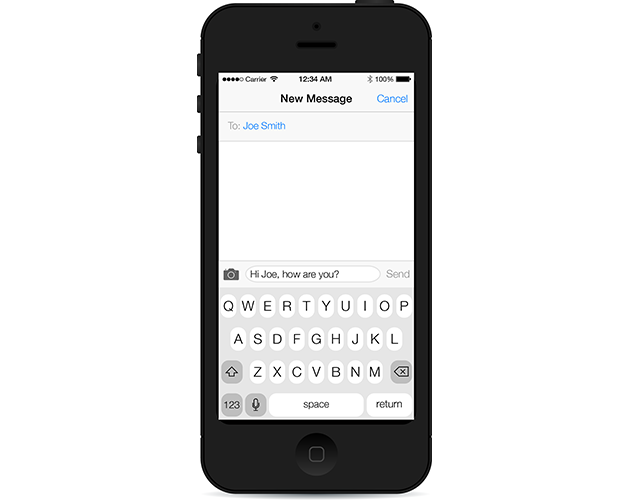 Carrier 12:34 AM 100%
New Message Cancel
To: Joe Smith
Hi Joe, how are you? Send
Q W E R T Y U I O P
A S D F G H J K L
Z X C V B N M
123 space return